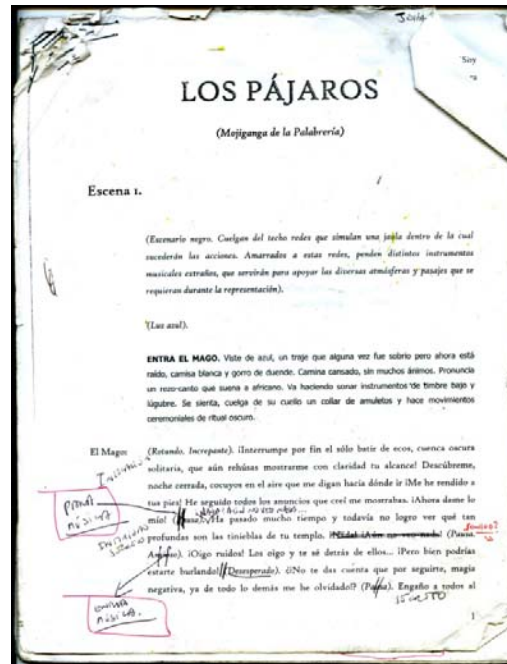 Soy
LOS PÁJAROS
(Mojiganga de la Palabrería)
Escena 1.
(Escenario negro. Cuelgan del techo redes que simulan una jaula dentro de la cual
sucederán las acciones. Amarrados a estas redes, penden distintos instrumentos
musicales extraños, que servirán para apoyar las diversas atmósferas y pasajes que se
requieran durante la representación).
(Luz azul).
ENTRA EL MAGO. Viste de azul, un traje que alguna vez fue sobrio pero ahora está
raído, camisa blanca y gorro de duende. Camina cansado, sin muchos ánimos. Pronuncia
un rezo-canto que suena a africano. Va haciendo sonar instrumentos de timbre bajo y
lúgubre. Se sienta, cuelga de su cuello un collar de amuletos y hace movimientos
ceremoniales de ritual oscuro.
El Mago: (Rotundo. Increpante). ¡Interrumpe por fin el sólo batir de ecos, cuenca oscura
solitaria, que aún rehúsas mostrarme con claridad tu alcance! Descúbreme,
noche cerrada, cocuyos en el aire que me digan hacia dónde ir ¡Me he rendido a
tus pies! He seguido todos los anuncios que creí me mostrabas. ¡Ahora dame lo
mío! (Pausa). Ha pasado mucho tiempo y todavía no logro ver qué tan
profundas son las tinieblas de tu templo. (Pausa.
¡Oigo ruidos! Los oigo y te sé detrás de ellos... ¡Pero bien podrías
estarte burlando! (Desesperado). ¿¡No te das cuenta que por seguirte, magia
negativa, ya de todo lo demás me he olvidado!? (Pausa). Engaño a todos al
PRIMA
MÚSICA
MÚSICA.
1